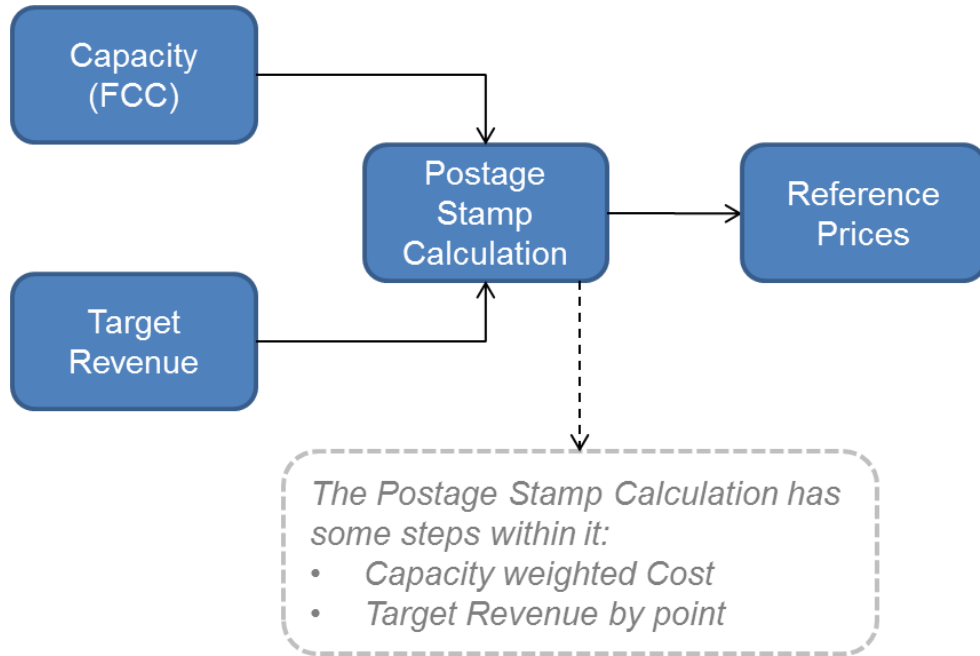 Capacity
(FCC)
Postage
Stamp
Calculation
Reference
Prices
Target
Revenue
The Postage Stamp Calculation has
some steps within it:
• Capacity weighted Cost
• Target Revenue by point